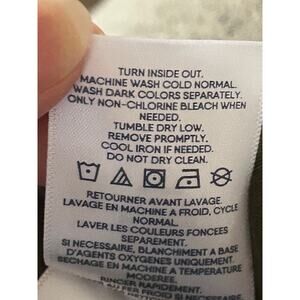 TURN INSIDE OUT.
MACHINE WASH COLD NORMAL.
WASH DARK COLORS SEPARATELY.
ONLY NON-CHLORINE BLEACH WHEN
NEEDED.
TUMBLE DRY LOW.
REMOVE PROMPTLY.
COOL IRON IF NEEDED.
DO NOT DRY CLEAN.
RETOURNER AVANT LAVAGE.
LAVAGE EN MACHINE A FROID, CYCLE
NORMAL.
LAVER LES COULEURS FONCEES
SEPAREMENT.
SI NECESSAIRE, BLANCHIMENT A BASE
D'AGENTS OXYGENES UNIQUEMENT.
SECHAGE EN MACHINE A TEMPERATURE
MODEREE.
RINCER RAPIDEMENT.